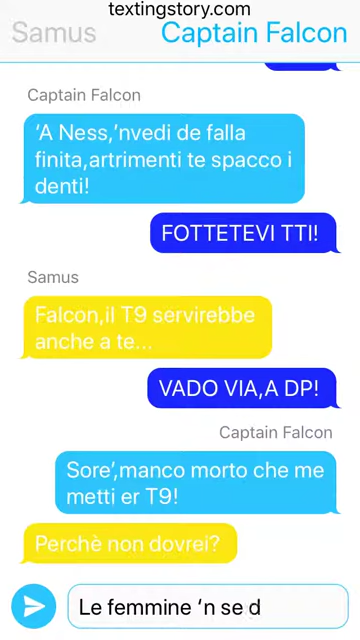 textingstory.com
Samus
Captain Falcon
Captain Falcon
‘A Ness,’nvedi de falla
finita,artrimenti te spacco i
denti!
FOTTETEVI TTI!
Samus
Falcon,il T9 servirebbe
anche a te...
VADO VIA,A DP!
Captain Falcon
Sore’,manco morto che me
metti er T9!
Perchè non dovrei?
Le femmine ‘n se d